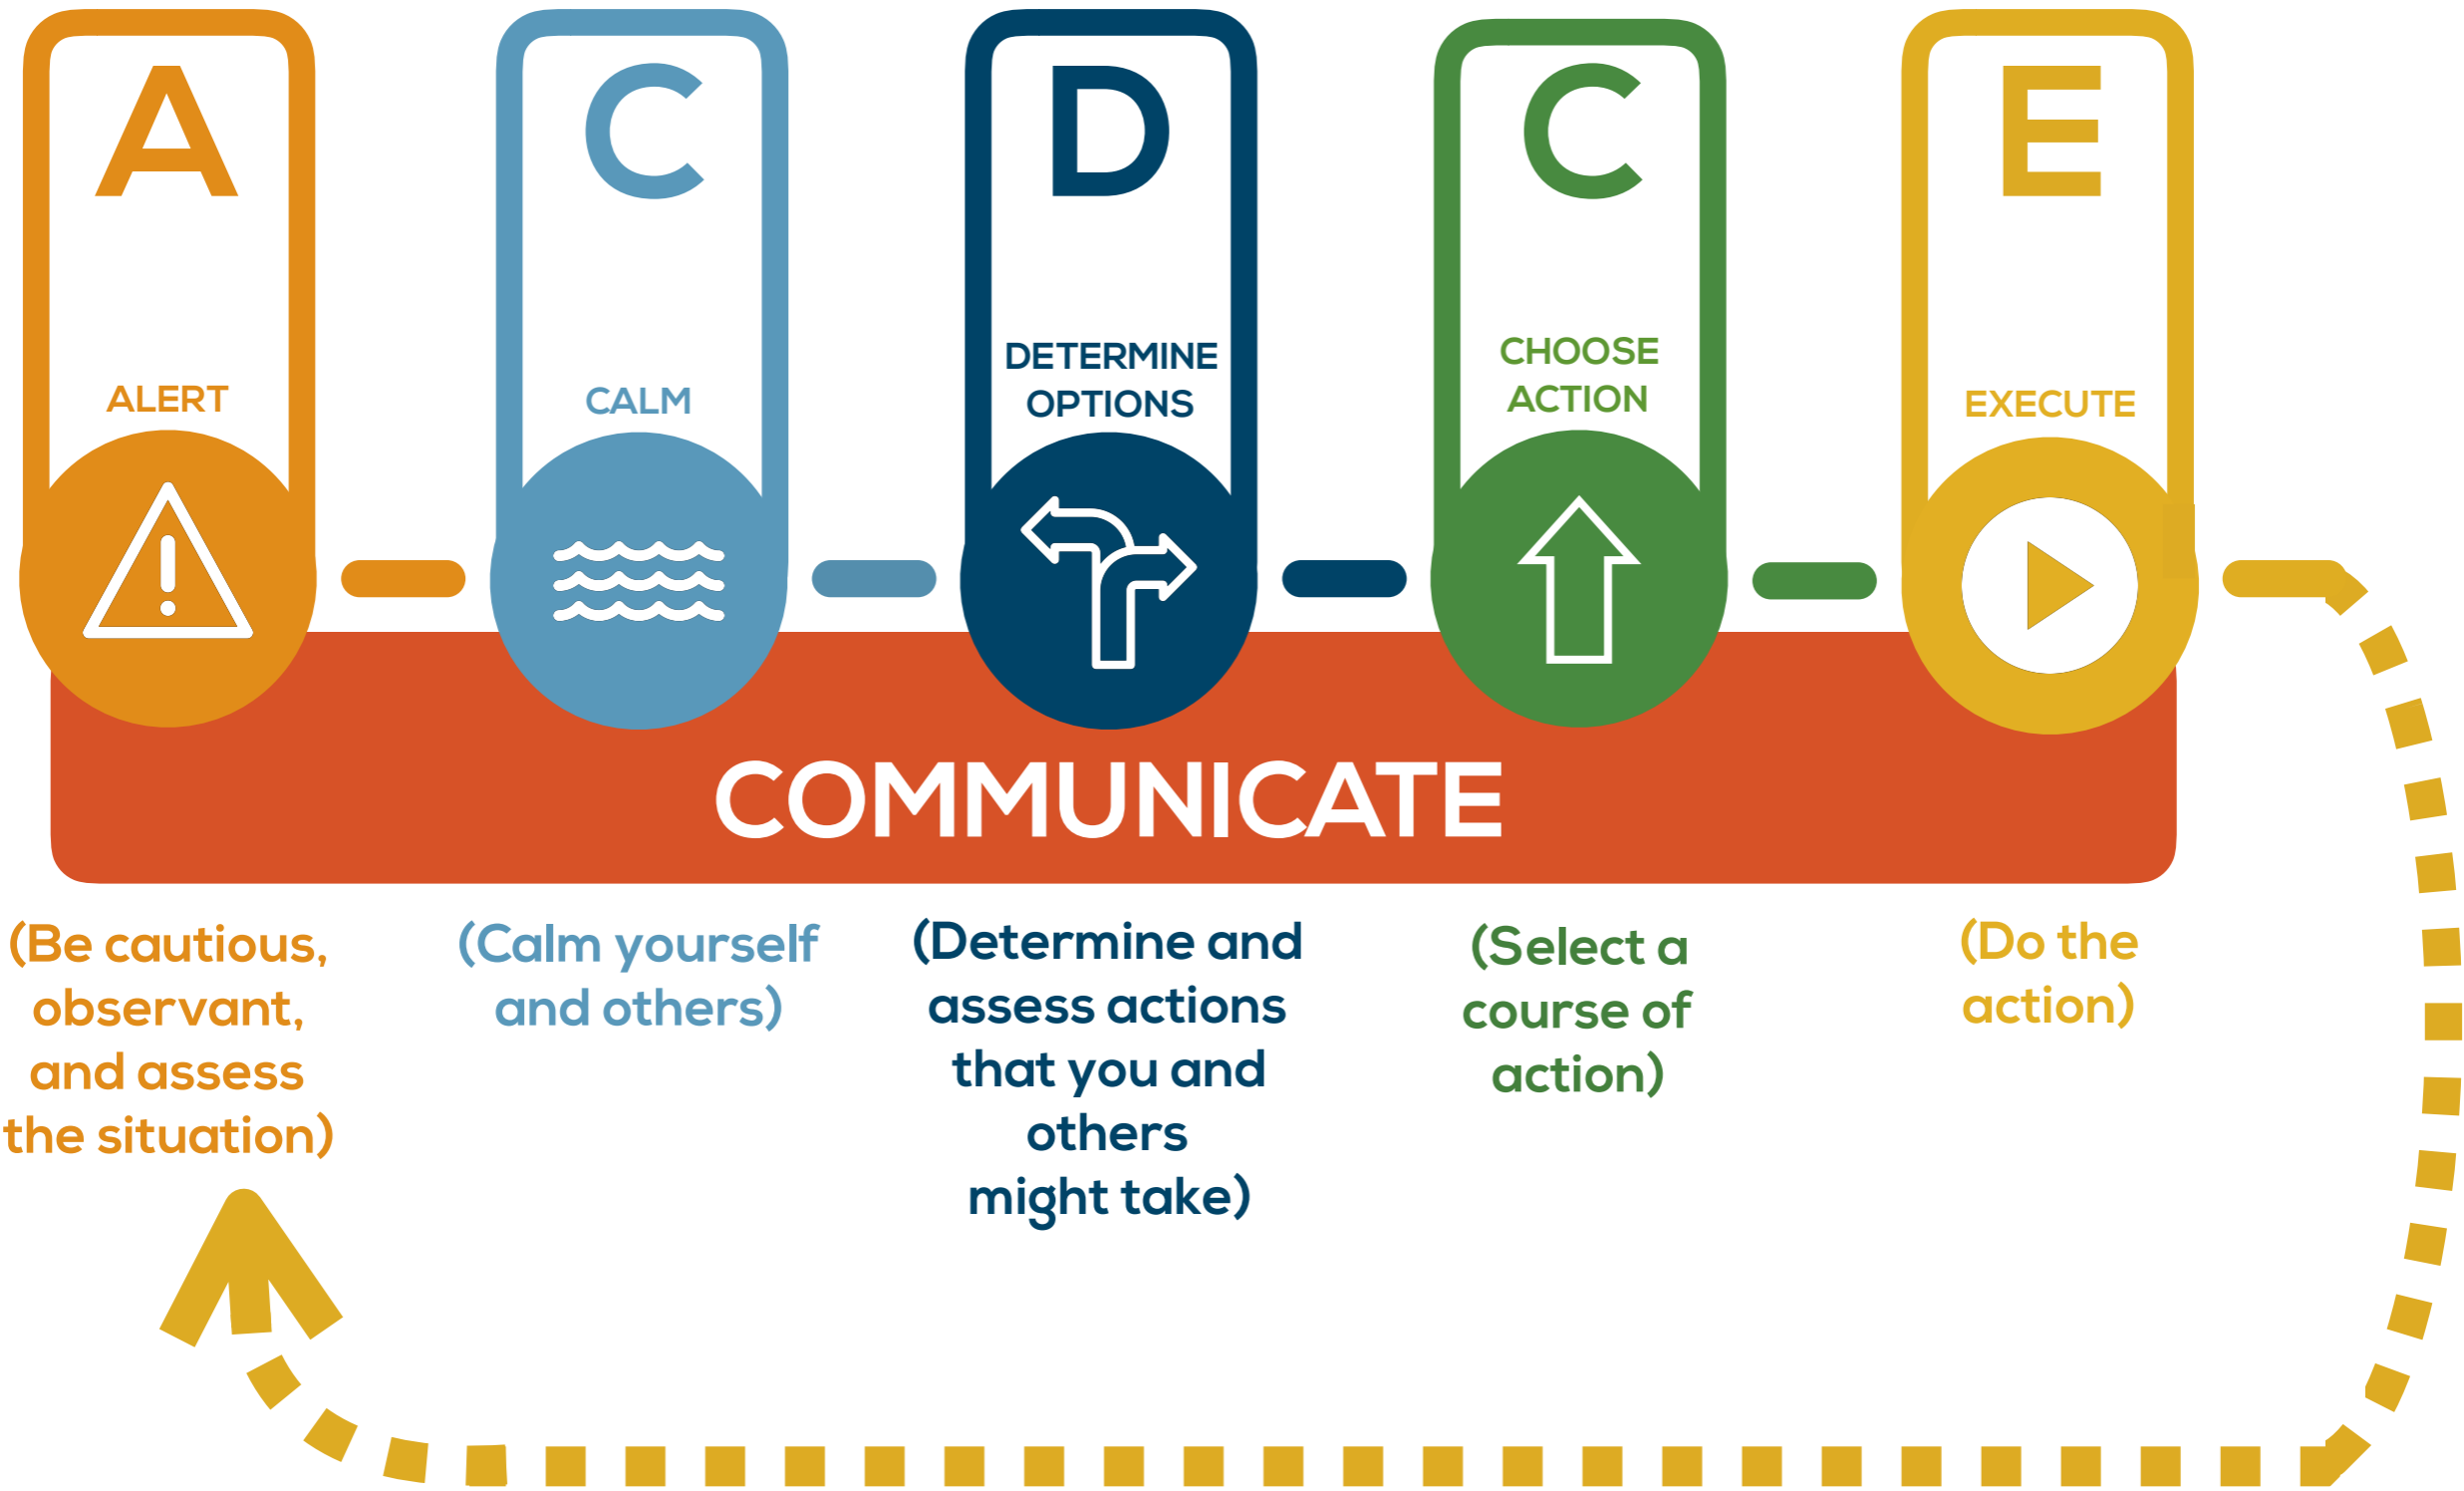 A
ALERT
C
CALM
D
DETERMINE
OPTIONS
C
CHOOSE
ACTION
E
EXECUTE
COMMUNICATE
(Be cautious,
observant,
and assess
the situation)
(Calm yourself
and others)
(Determine and
assess actions
that you and
others
might take)
(Select a
course of
action)
(Do the
action)